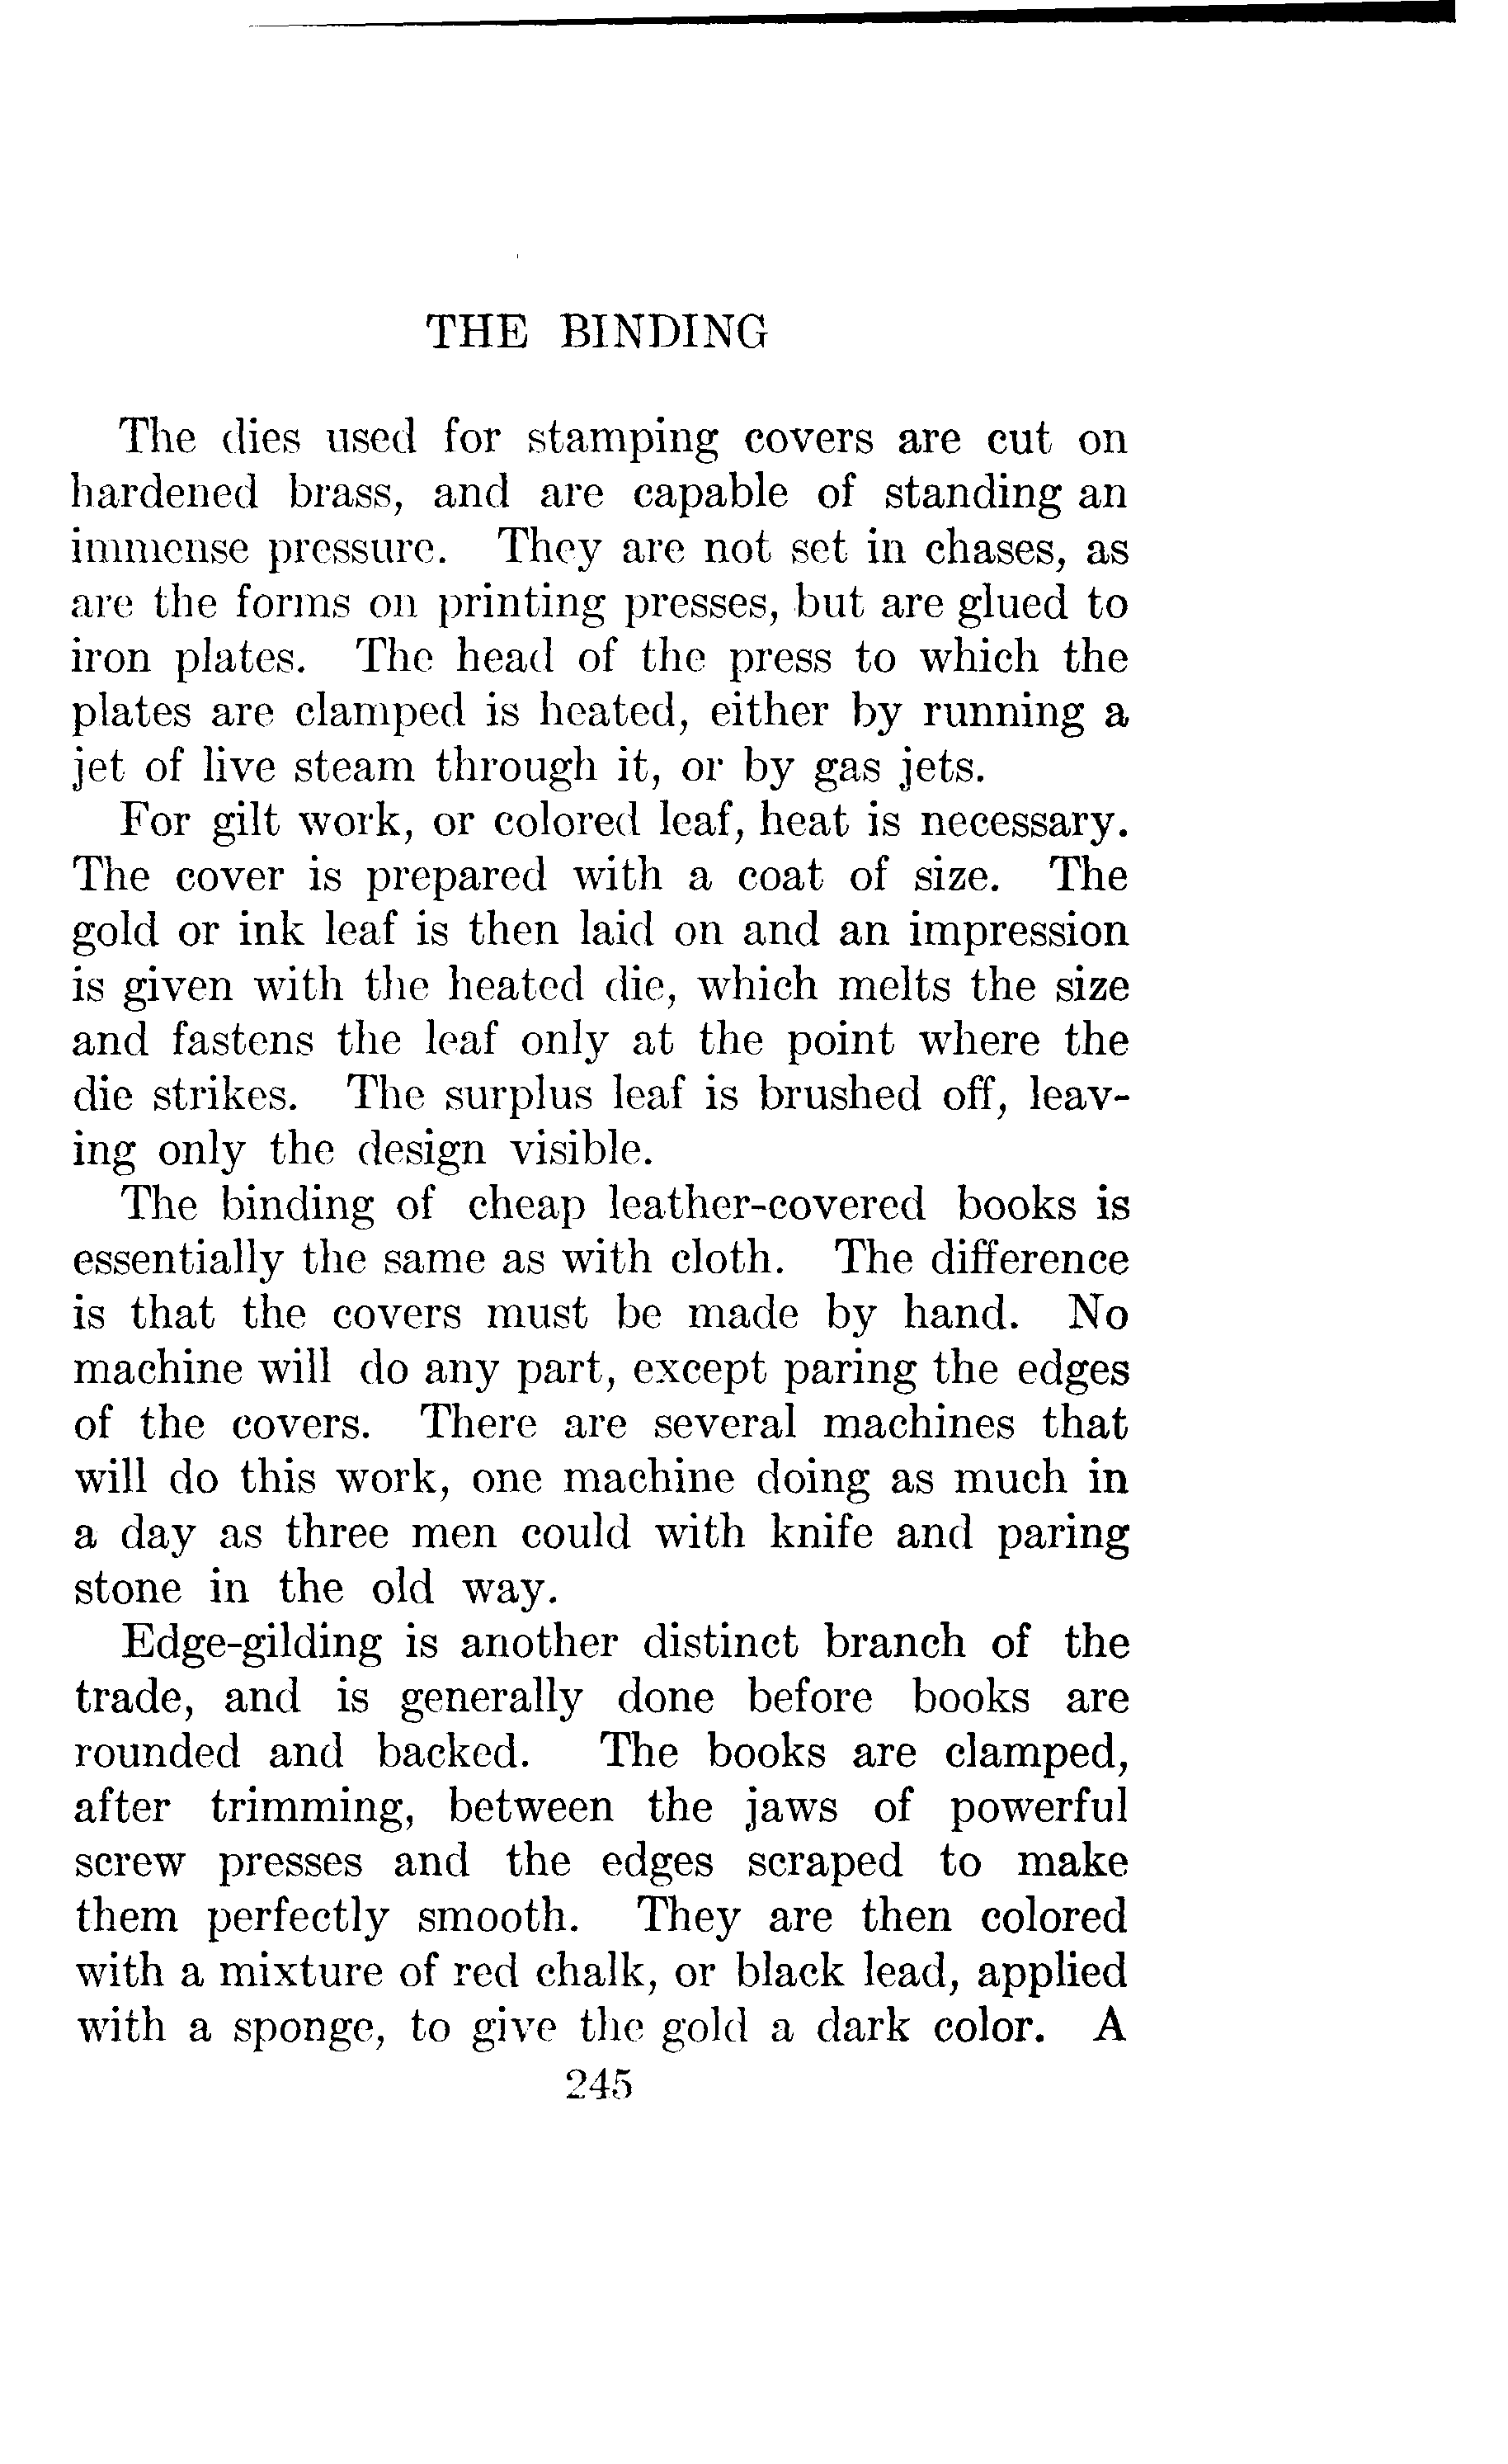 THE BINDING
The dies used for stamping covers are cut on
hardened brass, and are capable of standing an
immense pressure. They are not set in chases, as
are the forms on printing presses, but are glued to
iron plates. The head of the press to which the
plates are clamped is heated, either by running a
jet of live steam through it, or by gas jets.
For gilt work, or colored leaf, heat is necessary.
The cover is prepared with a coat of size. The
gold or ink leaf is then laid on and an impression
is given with the heated die, which melts the size
and fastens the leaf only at the point where the
die strikes. The surplus leaf is brushed off, leav-
ing only the design visible.
The binding of cheap leather-covered books is
essentially the same as with cloth. The difference
is that the covers must be made by hand. No
machine will do any part, except paring the edges
of the covers. There are several machines that
will do this work, one machine doing as much in
a day as three men could with knife and paring
stone in the old way.
Edge-gilding is another distinct branch of the
trade, and is generally done before books are
rounded and backed. The books are clamped,
after trimming, between the jaws of powerful
screw presses and the edges scraped to make
them perfectly smooth. They are then colored
with a mixture of red chalk, or black lead, applied
with a sponge, to give the gold a dark color. A
245